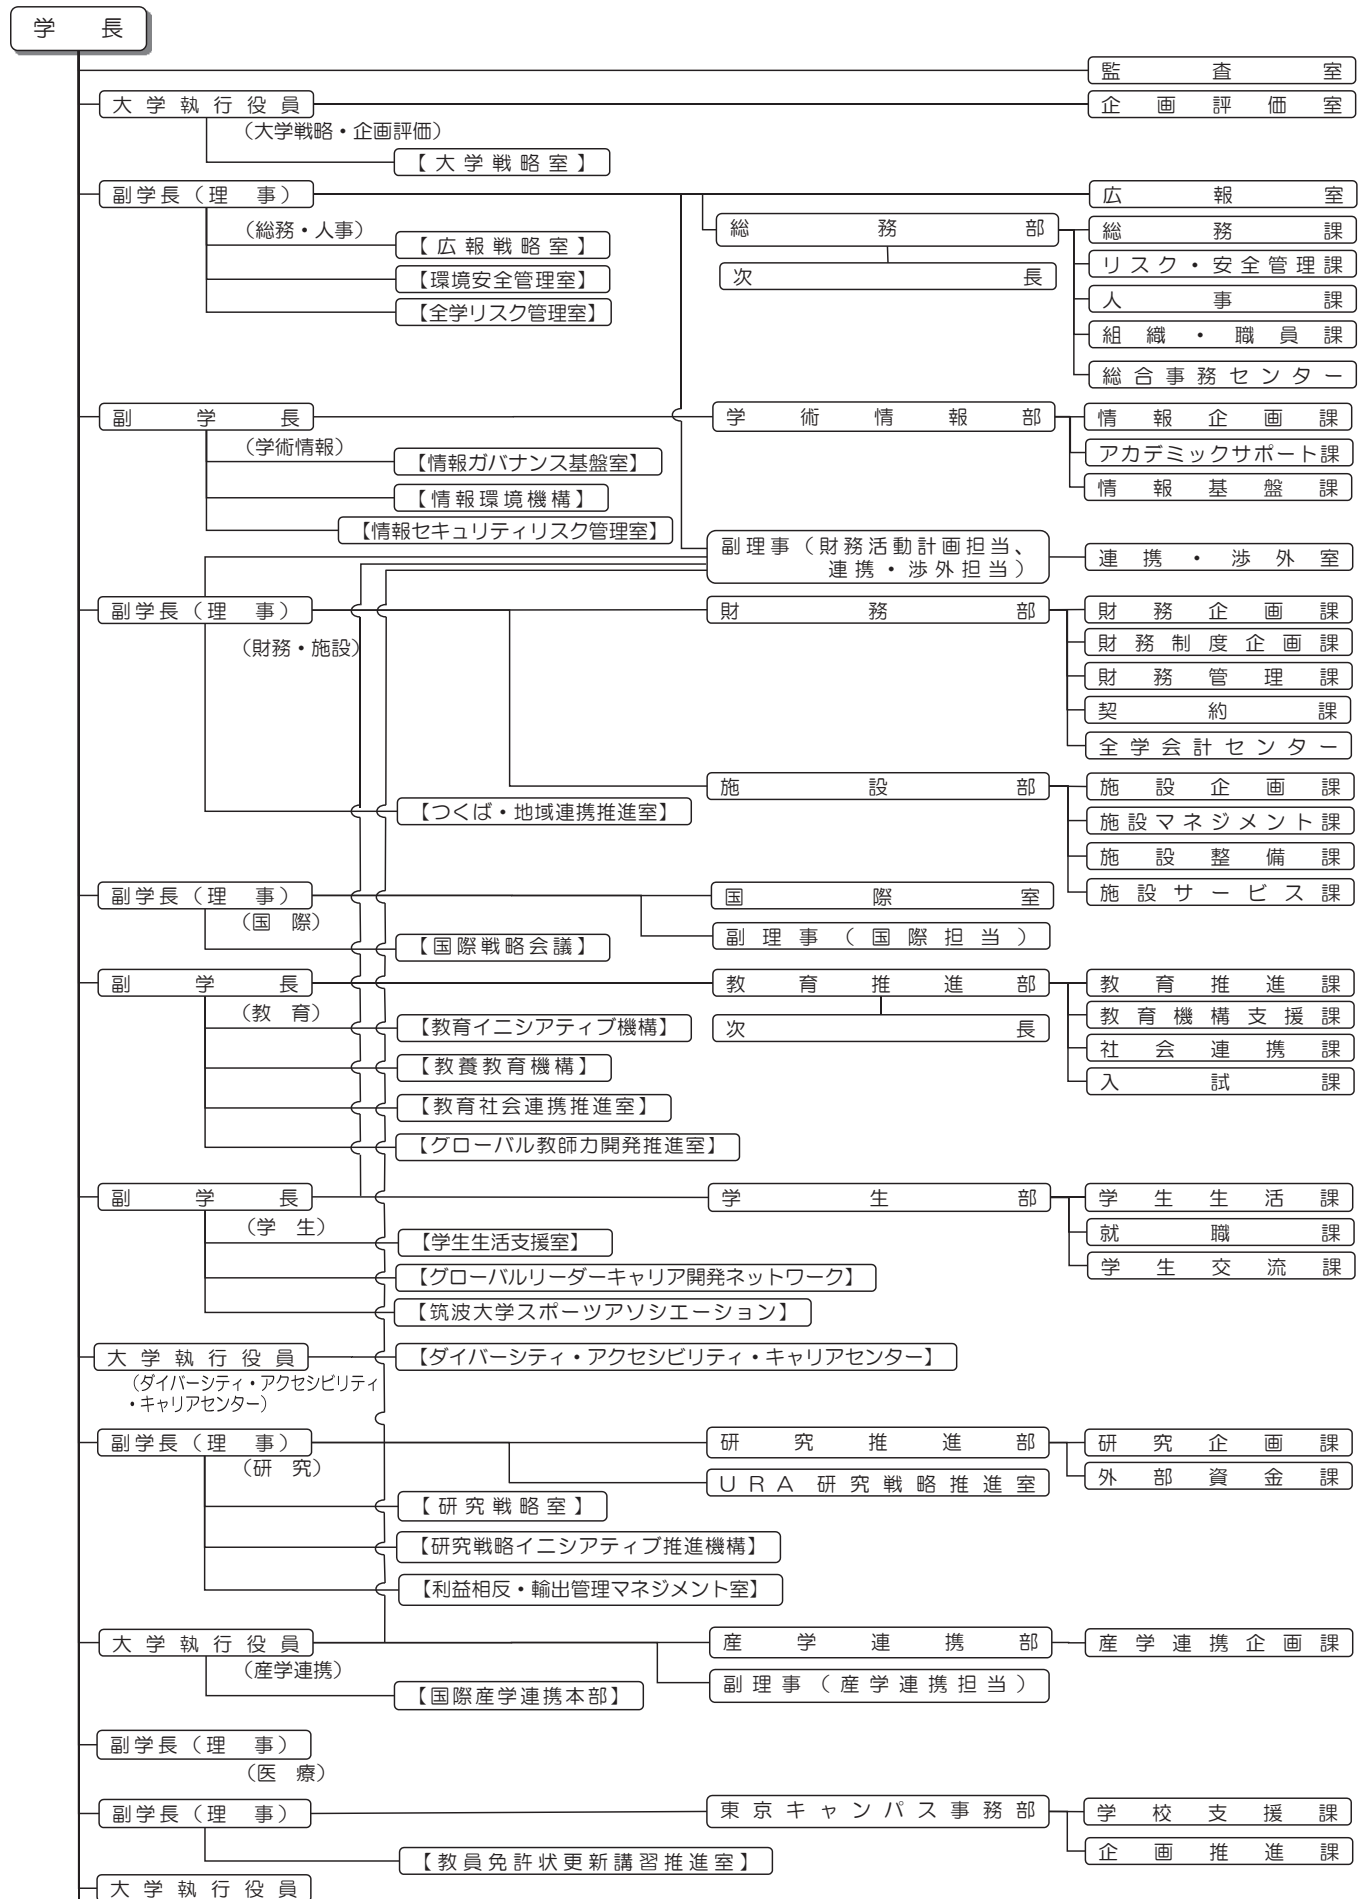 学長
監査室
大学執行役員
企画評価室
（大学戦略・企画評価）
【大学戦略室】
副学長（理事）
広報室
（総務・人事）
総務部
総務課
【広報戦略室】
次長
リスク・安全管理課
【環境安全管理室】
人事課
【全学リスク管理室】
組織・職員課
総合事務センター
副学長
学術情報部
情報企画課
（学術情報）
アカデミックサポート課
【情報ガバナンス基盤室】
情報基盤課
【情報環境機構】
【情報セキュリティリスク管理室】
副理事（財務活動計画担当、
連携・渉外担当）
連携・渉外室
副学長（理事）
財務部
財務企画課
（財務・施設）
財務制度企画課
財務管理課
契約課
全学会計センター
施設部
施設企画課
【つくば・地域連携推進室】
施設マネジメント課
施設整備課
施設サービス課
副学長（理事）
国際室
（国際）
副理事（国際担当）
【国際戦略会議】
副学長
教育推進部
教育推進課
（教育）
教育機構支援課
【教育イニシアティブ機構】
次長
社会連携課
【教養教育機構】
入試課
【教育社会連携推進室】
【グローバル教師力開発推進室】
副学長
学生部
学生生活課
（学生）
就職課
【学生生活支援室】
学生交流課
【グローバルリーダーキャリア開発ネットワーク】
【筑波大学スポーツアソシエーション】
大学執行役員
【ダイバーシティ・アクセシビリティ・キャリアセンター】
（ダイバーシティ・アクセシビリティ
・キャリアセンター）
副学長（理事）
研究推進部
研究企画課
（研究）
URA研究戦略推進室
外部資金課
【研究戦略室】
【研究戦略イニシアティブ推進機構】
【利益相反・輸出管理マネジメント室】
大学執行役員
産学連携部
産学連携企画課
（産学連携）
副理事（産学連携担当）
【国際産学連携本部】
副学長（理事）
（医療）
副学長（理事）
東京キャンパス事務部
学校支援課
企画推進課
【教員免許状更新講習推進室】
大学執行役員